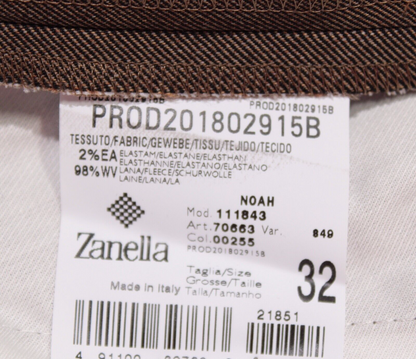 PROD201802915B
PROD201802915B
TESSUTO/FABRIC/GEWEBE/TISSU/TEJIDO/TECIDO
2%EA ELASTAM/ELASTANE/ELASTHAN
ELASTHANNE/ELASTANO/ELASTANO
98%WV LANA/FLEECE/SCHURWOLLE
LAINE/LANA/LA
NOAH
Mod. 111843
Art. 70663 Var. 849
Col. 00255
PROD201802915B
Zanella
Taglia/Size
Grosse/Taille
Made in Italy Talla/Tamanho
32
21851